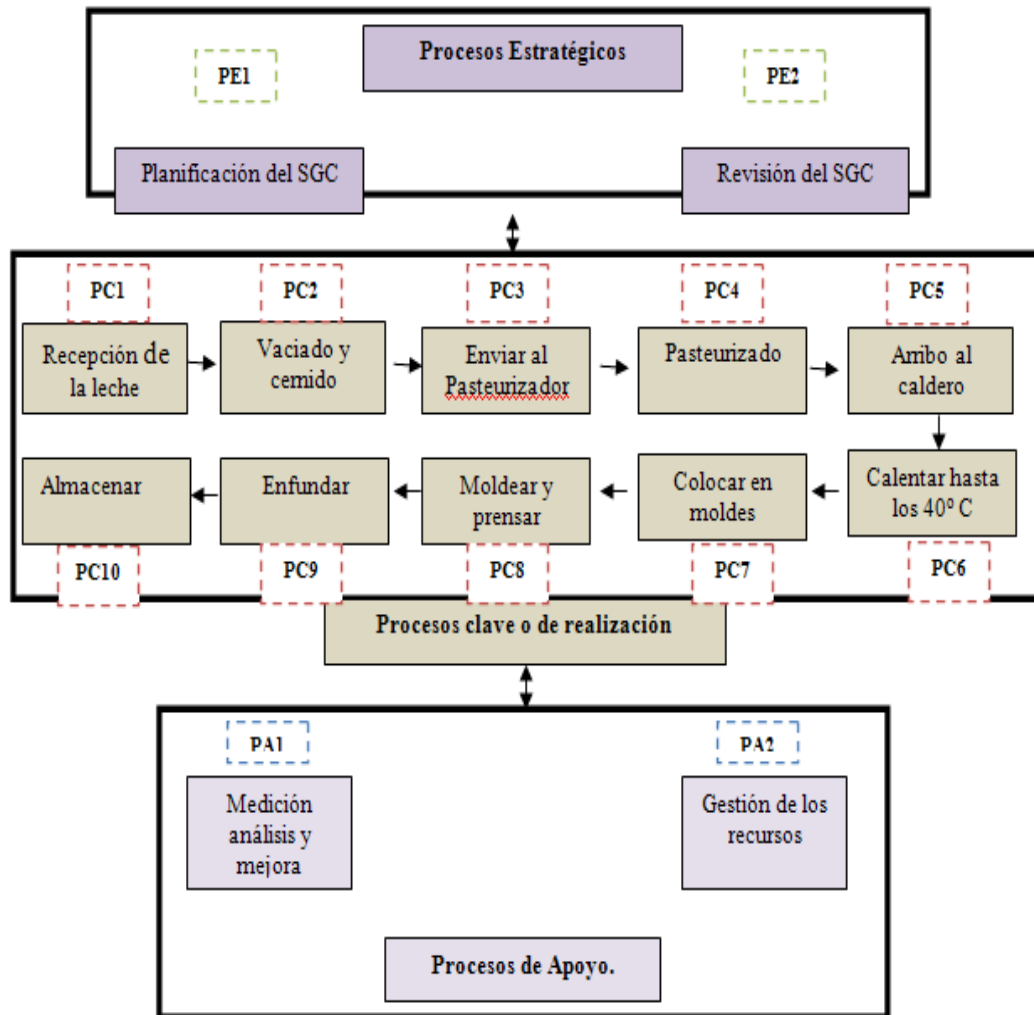 Procesos Estratégicos
PE1
PE2
Planificación del SGC
Revisión del SGC
PC1
PC2
PC3
PC4
PC5
Recepción de
la leche
Vaciado y
cernido
Enviar al
Pasteurizador
Pasteurizado
Arribo al
caldero
Almacenar
Enfundar
Moldear y
prensar
Colocar en
moldes
Calentar hasta
los 40º C
PC10
PC9
PC8
PC7
PC6
Procesos clave o de realización
PA1
PA2
Medición
análisis y
mejora
Gestión de los
recursos
Procesos de Apoyo.